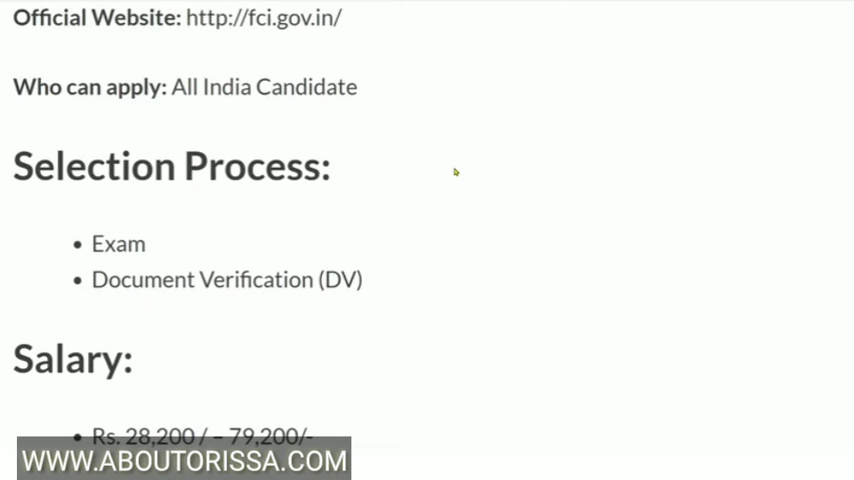 Official Website: http://fci.gov.in/
Who can apply: All India Candidate
Selection Process:
• Exam
• Document Verification (DV)
Salary:
• Rs. 28,200 / – 79,200/-
WWW.ABOUTORISSA.COM